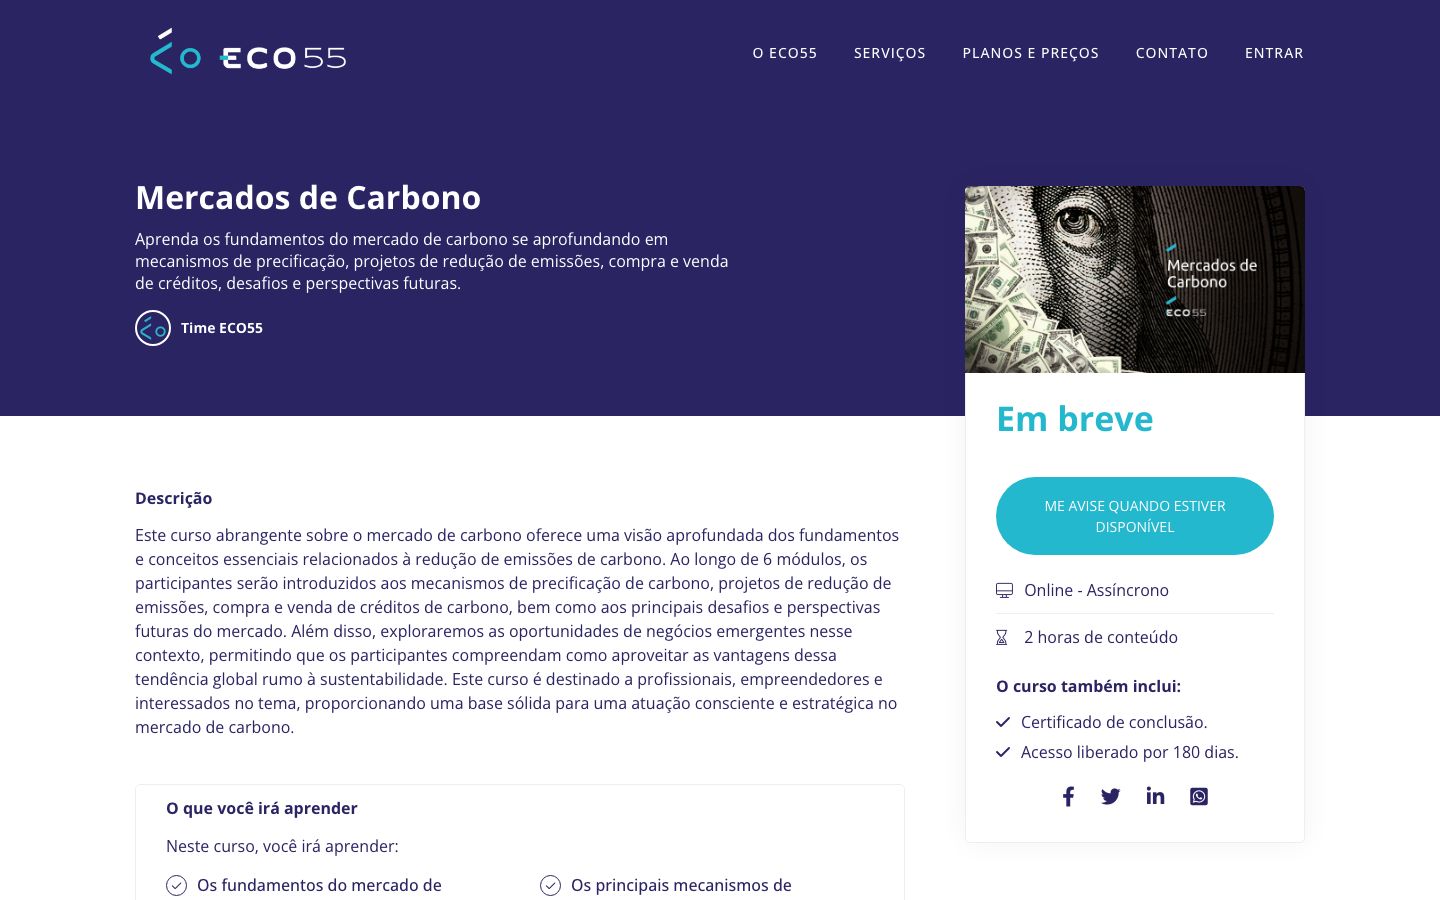 ECO55
O ECO55
SERVIÇOS
PLANOS E PREÇOS
CONTATO
ENTRAR
Mercados de Carbono
Aprenda os fundamentos do mercado de carbono se aprofundando em
mecanismos de precificação, projetos de redução de emissões, compra e venda
de créditos, desafios e perspectivas futuras.
Time ECO55
Mercados de
Carbono
ECO55
Em breve
ME AVISE QUANDO ESTIVER
DISPONÍVEL
Online - Assíncrono
2 horas de conteúdo
O curso também inclui:
Certificado de conclusão.
Acesso liberado por 180 dias.
Descrição
Este curso abrangente sobre o mercado de carbono oferece uma visão aprofundada dos fundamentos
e conceitos essenciais relacionados à redução de emissões de carbono. Ao longo de 6 módulos, os
participantes serão introduzidos aos mecanismos de precificação de carbono, projetos de redução de
emissões, compra e venda de créditos de carbono, bem como aos principais desafios e perspectivas
futuras do mercado. Além disso, exploraremos as oportunidades de negócios emergentes nesse
contexto, permitindo que os participantes compreendam como aproveitar as vantagens dessa
tendência global rumo à sustentabilidade. Este curso é destinado a profissionais, empreendedores e
interessados no tema, proporcionando uma base sólida para uma atuação consciente e estratégica no
mercado de carbono.
O que você irá aprender
Neste curso, você irá aprender:
Os fundamentos do mercado de
Os principais mecanismos de